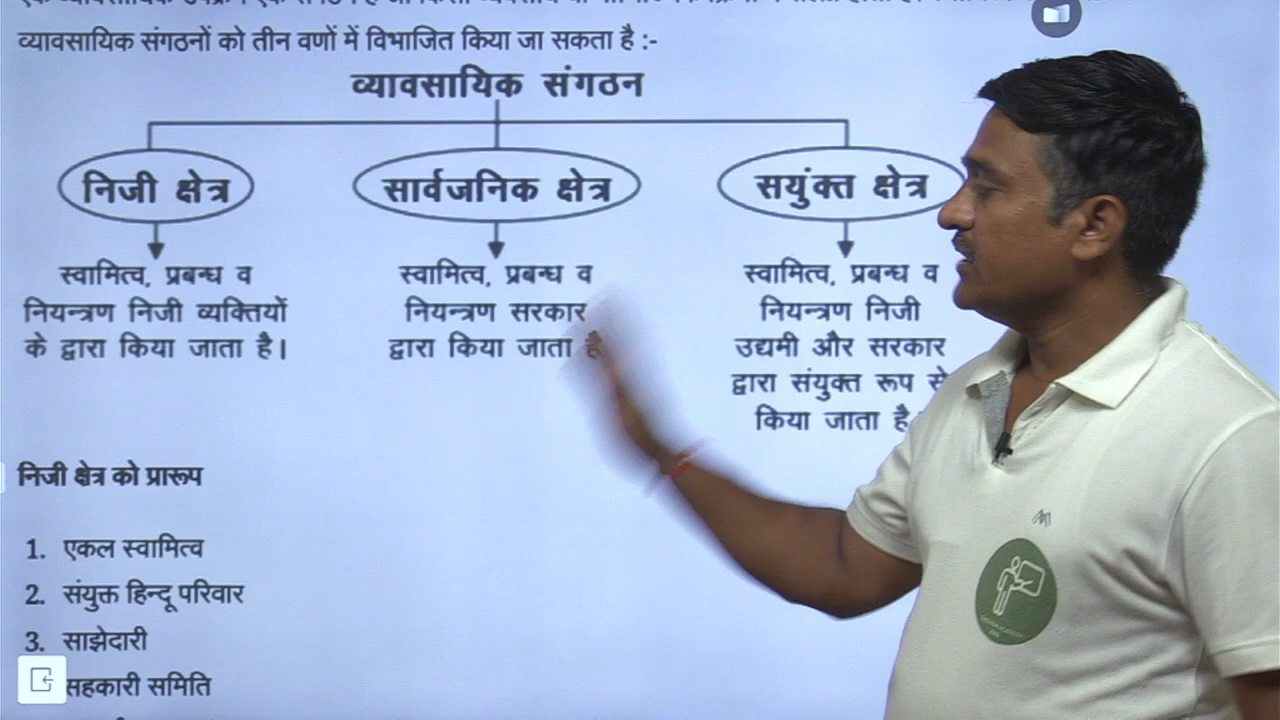 व्यावसायिक संगठनों को तीन वणों में विभाजित किया जा सकता है :-
व्यावसायिक संगठन
निजी क्षेत्र
सार्वजनिक क्षेत्र
सयुंक्त क्षेत्र
स्वामित्व, प्रबन्ध व
नियन्त्रण निजी व्यक्तियों
के द्वारा किया जाता है।
स्वामित्व, प्रबन्ध व
नियन्त्रण सरकार
द्वारा किया जाता है
स्वामित्व, प्रबन्ध व
नियन्त्रण निजी
उद्यमी और सरकार
द्वारा संयुक्त रूप से
किया जाता है
निजी क्षेत्र को प्रारूप
1. एकल स्वामित्व
2. संयुक्त हिन्दू परिवार
3. साझेदारी
सहकारी समिति